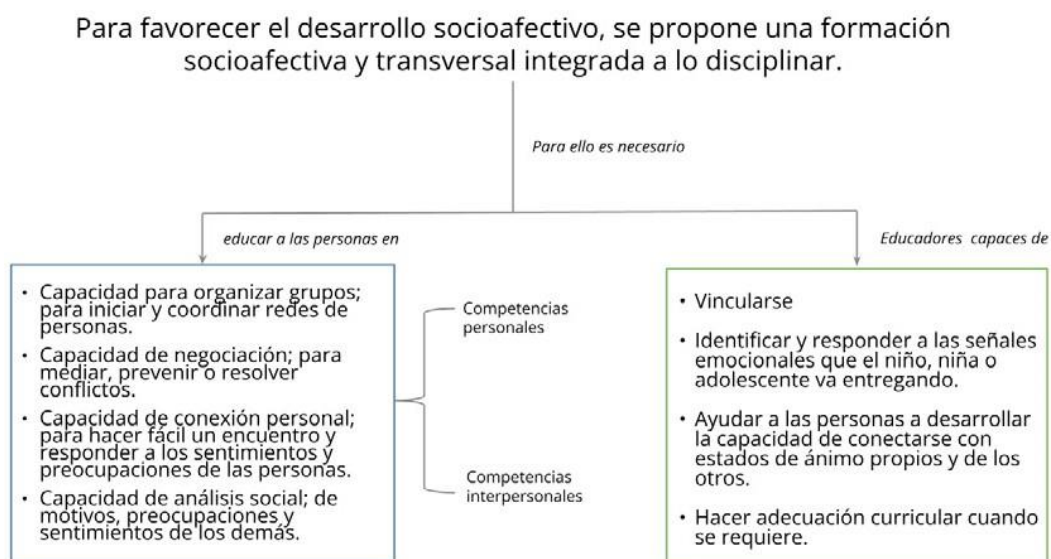 Para favorecer el desarrollo socioafectivo, se propone una formación
socioafectiva y transversal integrada a lo disciplinar.
Para ello es necesario
educar a las personas en
Educadores capaces de
• Capacidad para organizar grupos;
para iniciar y coordinar redes de
personas.
• Capacidad de negociación; para
mediar, prevenir o resolver
conflictos.
• Capacidad de conexión personal;
para hacer fácil un encuentro y
responder a los sentimientos y
preocupaciones de las personas.
• Capacidad de análisis social; de
motivos, preocupaciones y
sentimientos de los demás.
Competencias
personales
Competencias
interpersonales
• Vincularse
• Identificar y responder a las señales
emocionales que el niño, niña o
adolescente va entregando.
• Ayudar a las personas a desarrollar
la capacidad de conectarse con
estados de ánimo propios y de los
otros.
• Hacer adecuación curricular cuando
se requiere.